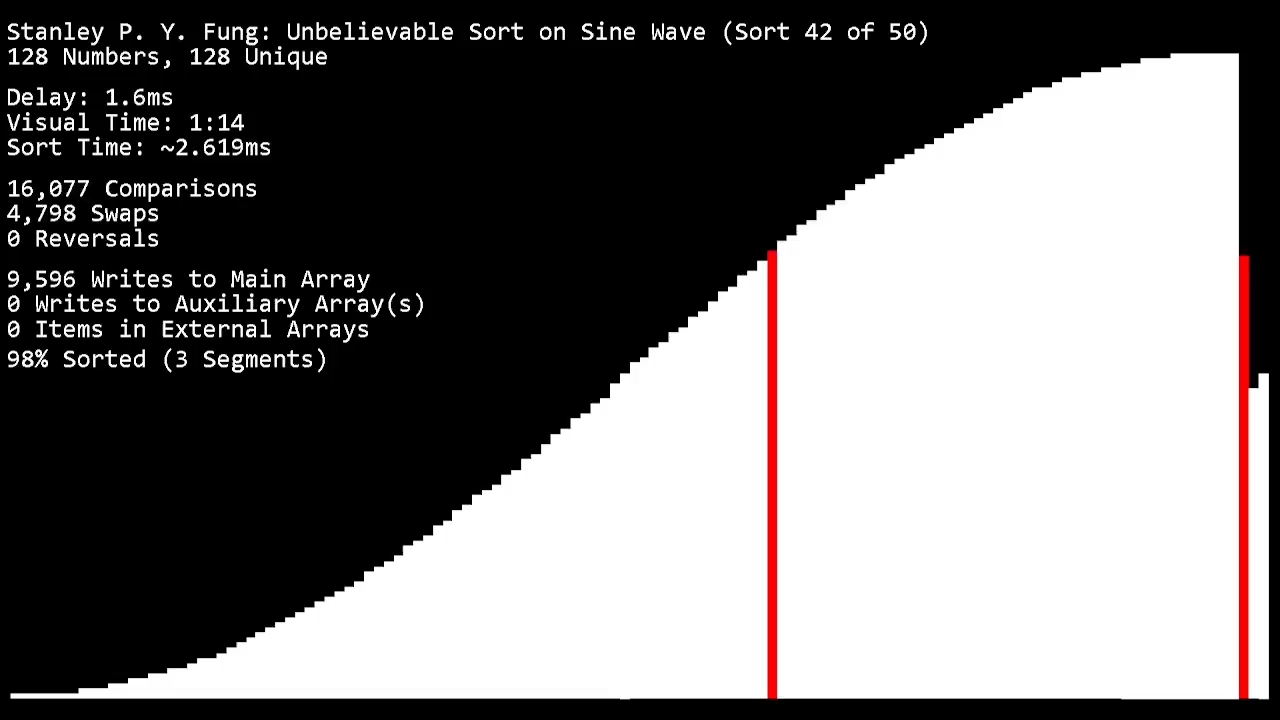 Stanley P. Y. Fung: Unbelievable Sort on Sine Wave (Sort 42 of 50)
128 Numbers, 128 Unique
Delay: 1.6ms
Visual Time: 1:14
Sort Time: ~2.619ms
16,077 Comparisons
4,798 Swaps
0 Reversals
9,596 Writes to Main Array
0 Writes to Auxiliary Array(s)
0 Items in External Arrays
98% Sorted (3 Segments)